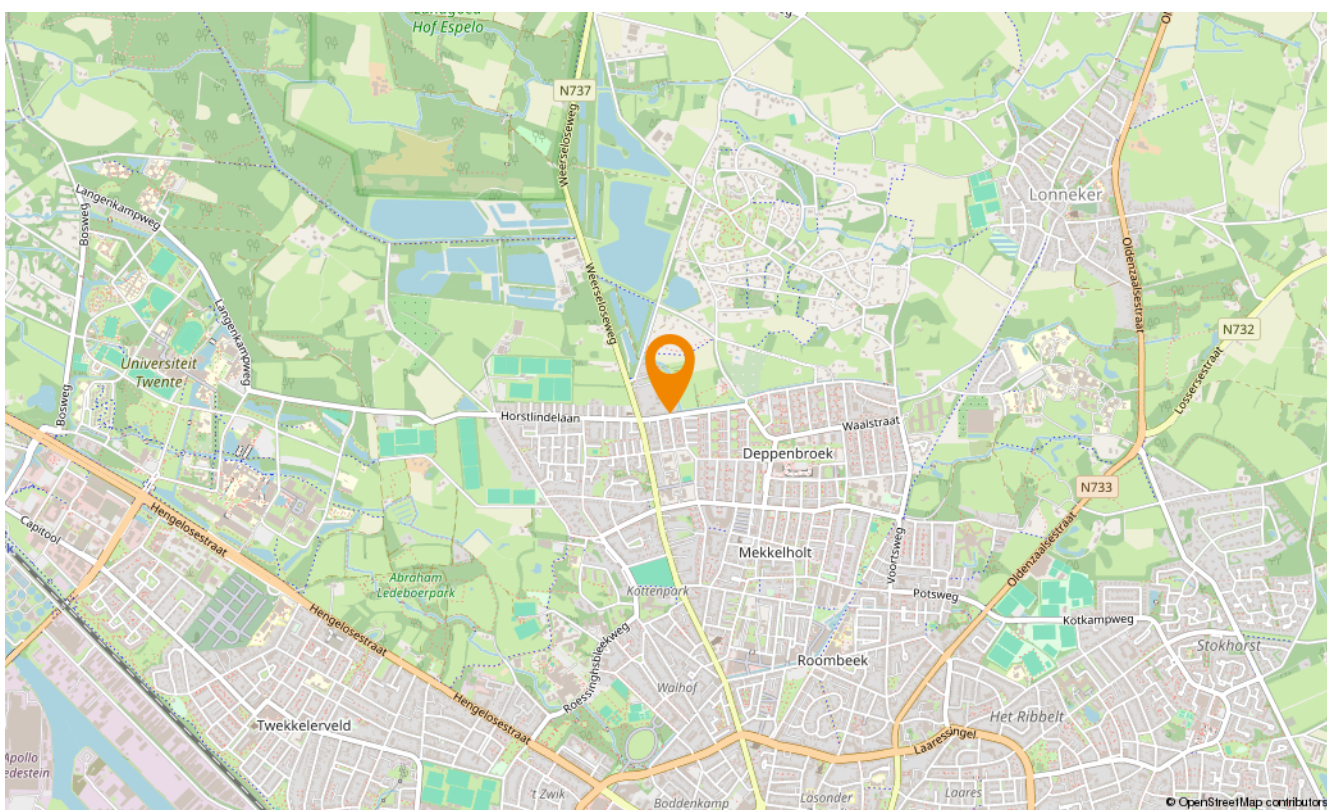 Hof Espelo
N737
Weerseloseweg
Lonneker
Langenkampweg
Bosweg
Oldenzaalsestraat
N732
Weerseloseweg
Langenkampweg
Universiteit
Twente
Lossersestraat
Bosweg
Horstlindelaan
Waalstraat
Deppenbroek
N733
Hengelosestraat
Capitool
Mekkelholt
Oldenzaalsestraat
Voortsweg
Abraham
Ledeboerpark
Kottenpark
Potsweg
Kotkampweg
Hengelosestraat
Stokhorst
Roessinghsbleekweg
Roombeek
Walhof
Hengelosestraat
Het Ribbelt
Twekkelerveld
Laaressingel
Apollo
't Zwik
Boddenkamp
Lasonder
Laares
© OpenStreetMap contributors